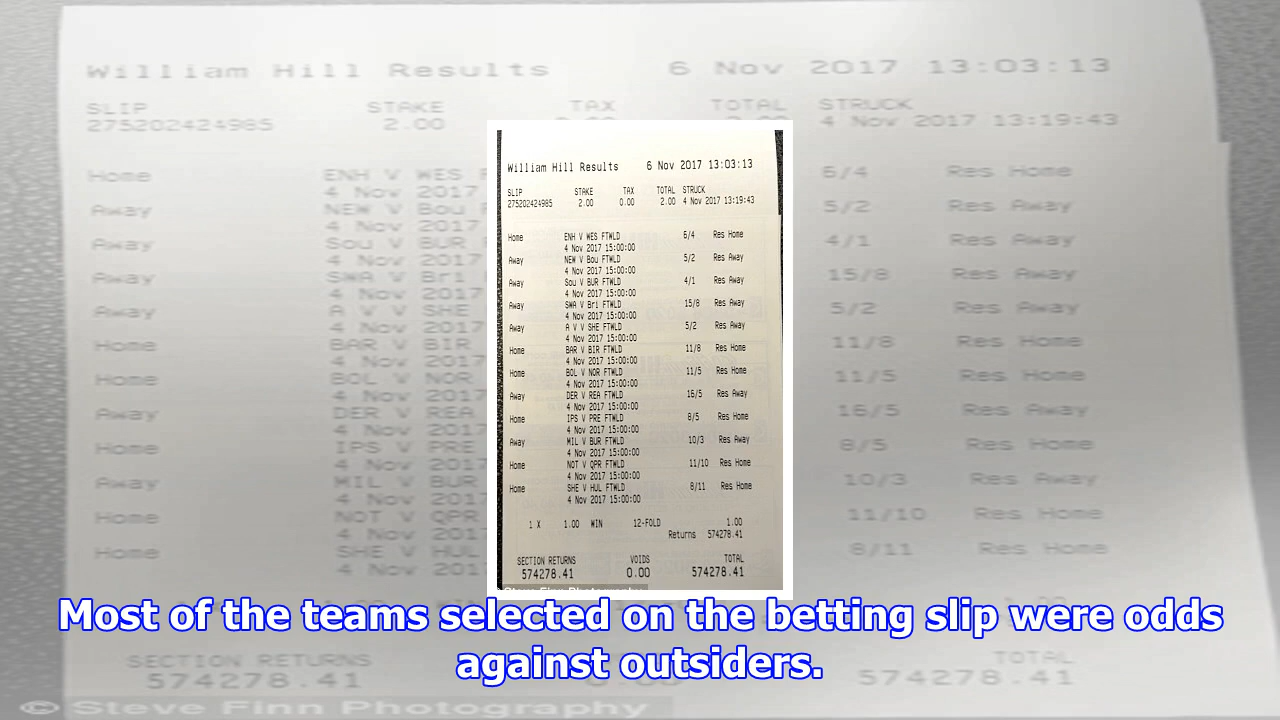 William Hill Results 6 Nov 2017 13:03:13
SLIP STAKE TAX TOTAL STRUCK
275202424985 2.00 0.00 2.00 4 Nov 2017 13:19:43
Home ENH V WES FTWLD 6/4 Res Home
4 Nov 2017 15:00:00
Away NEW V Bou FTWLD 5/2 Res Away
4 Nov 2017 15:00:00
Away Sou V BUR FTWLD 4/1 Res Away
4 Nov 2017 15:00:00
Away SWA V Bri FTWLD 15/8 Res Away
4 Nov 2017 15:00:00
Away A V V SHE FTWLD 5/2 Res Away
4 Nov 2017 15:00:00
Home BAR V BIR FTWLD 11/8 Res Home
4 Nov 2017 15:00:00
Home BOL V NOR FTWLD 11/5 Res Home
4 Nov 2017 15:00:00
Away DER V REA FTWLD 16/5 Res Away
4 Nov 2017 15:00:00
Home IPS V PRE FTWLD 8/5 Res Home
4 Nov 2017 15:00:00
Away MIL V BUR FTWLD 10/3 Res Away
4 Nov 2017 15:00:00
Home NOT V QPR FTWLD 11/10 Res Home
4 Nov 2017 15:00:00
Home SHE V HUL FTWLD 8/11 Res Home
4 Nov 2017 15:00:00
1 X 1.00 WIN 12-FOLD 1.00
Returns 574278.41
SECTION RETURNS VOIDS TOTAL
574278.41 0.00 574278.41
Most of the teams selected on the betting slip were odds
against outsiders.
© Steve Finn Photography